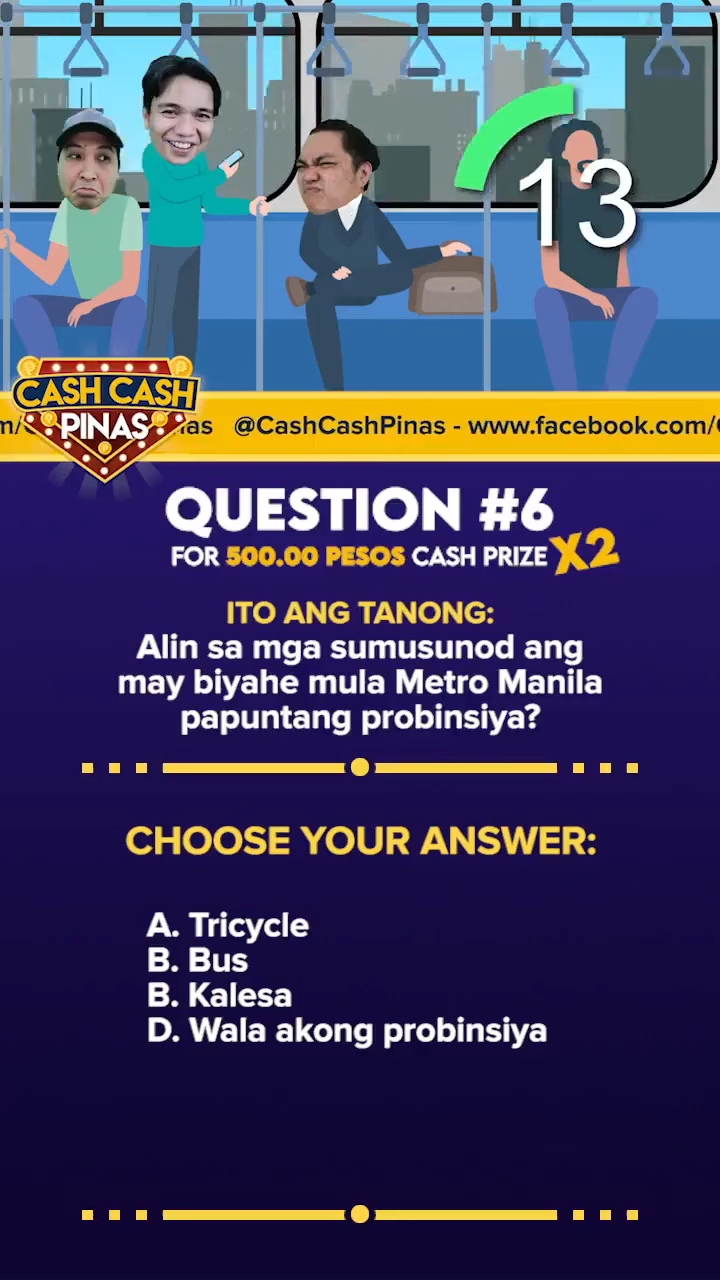 13
CASH CASH
PINAS
as @CashCashPinas - www.facebook.com/
QUESTION #6
FOR 500.00 PESOS CASH PRIZE X2
ITO ANG TANONG:
Alin sa mga sumusunod ang
may biyahe mula Metro Manila
papuntang probinsiya?
CHOOSE YOUR ANSWER:
A. Tricycle
B. Bus
B. Kalesa
D. Wala akong probinsiya